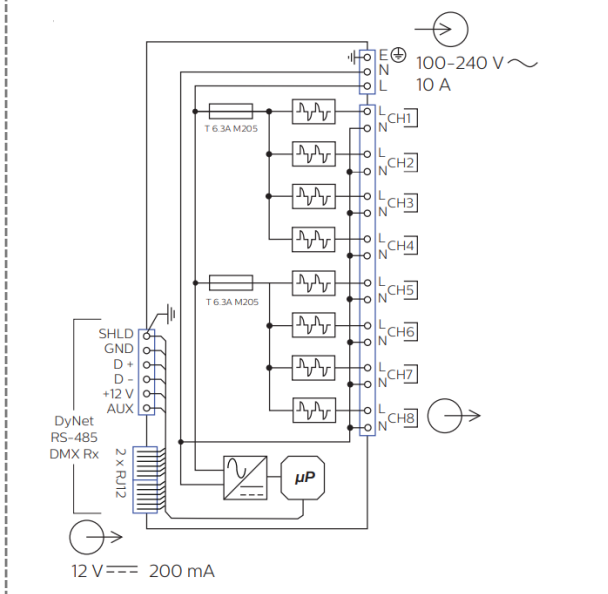 E
N
L
100-240 V
10 A
T 6.3A M205
L
N
CH1
L
N
CH2
L
N
CH3
L
N
CH4
T 6.3A M205
L
N
CH5
L
N
CH6
L
N
CH7
L
N
CH8
SHLD
GND
D +
D -
+12 V
AUX
DyNet
RS-485
DMX Rx
2 x RJ12
µP
12 V 200 mA